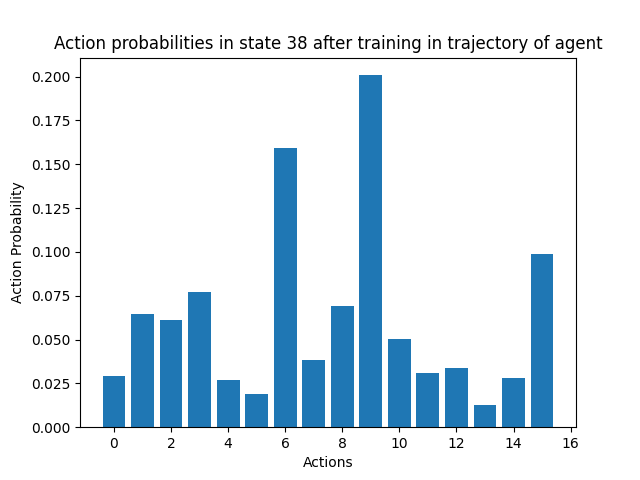 Action probabilities in state 38 after training in trajectory of agent
0.200
0.175
0.150
0.125
0.100
0.075
0.050
0.025
0.000
Action Probability
0 2 4 6 8 10 12 14 16
Actions